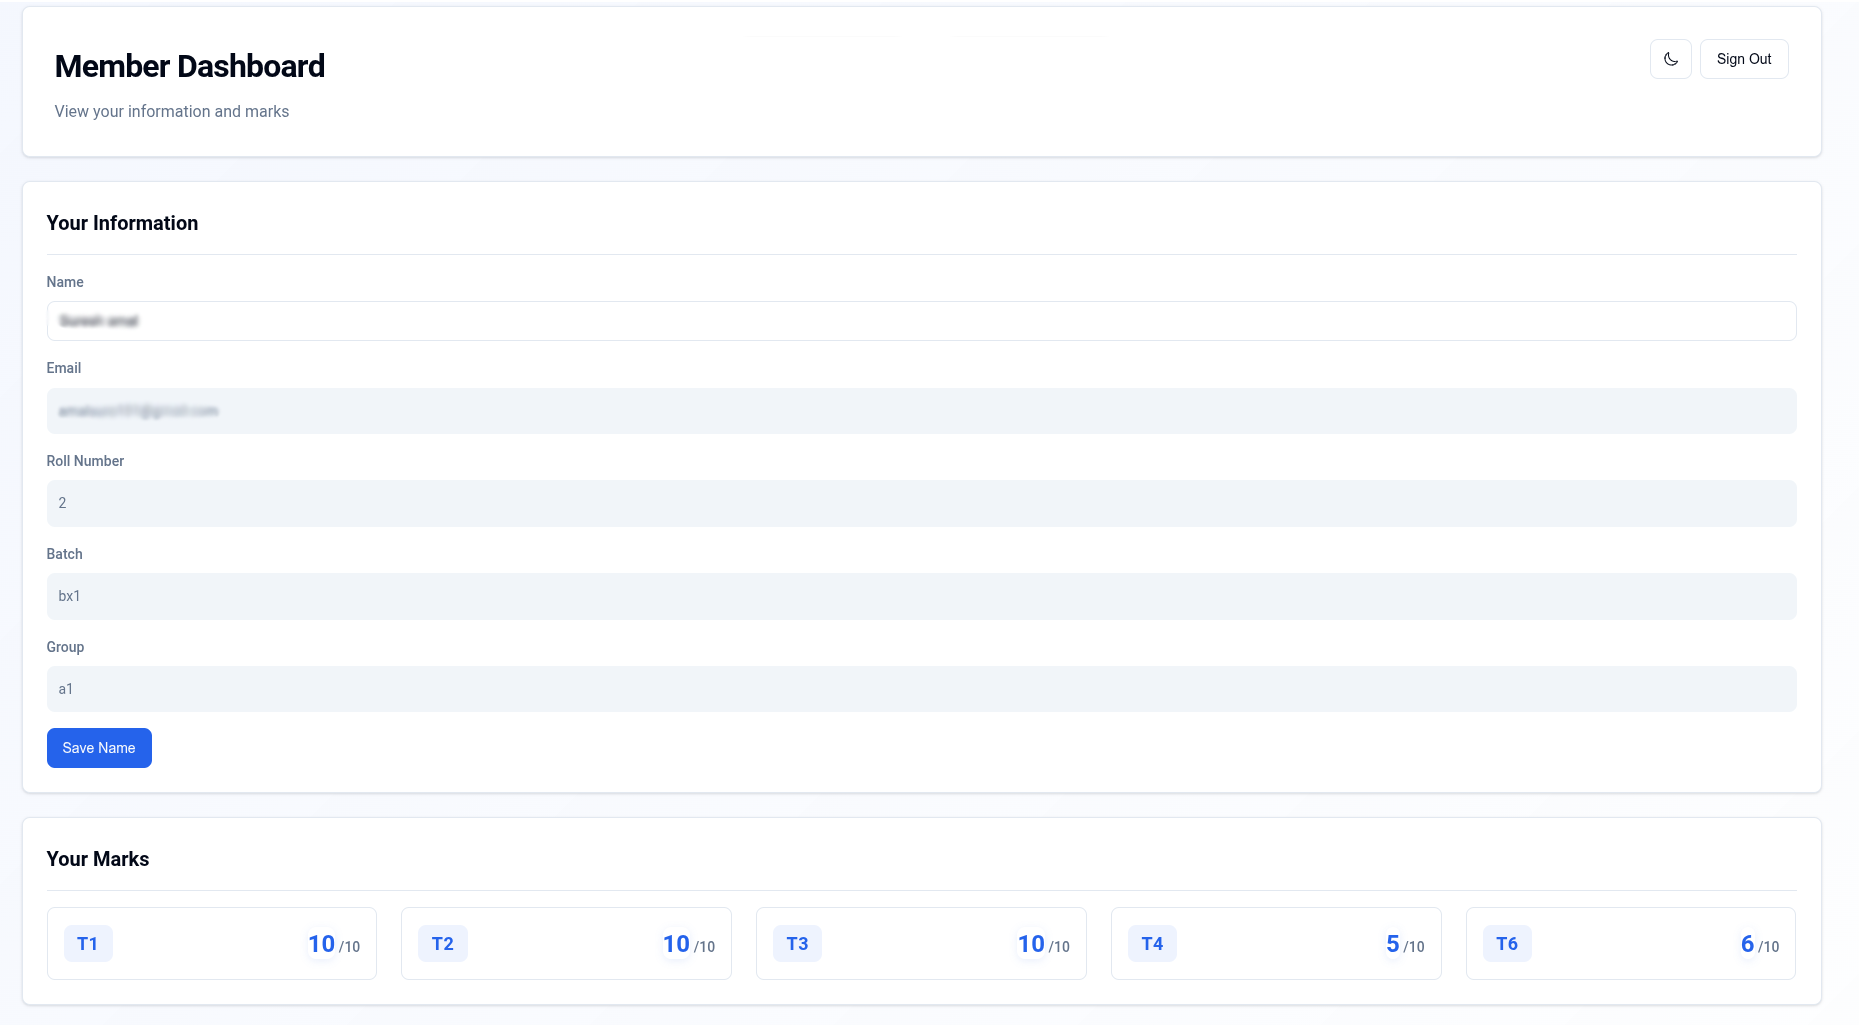 Member Dashboard
Sign Out
View your information and marks
Your Information
Name
Email
Roll Number
2
Batch
bx1
Group
a1
Save Name
Your Marks
T1 10 /10 T2 10 /10 T3 10 /10 T4 5 /10 T6 6 /10